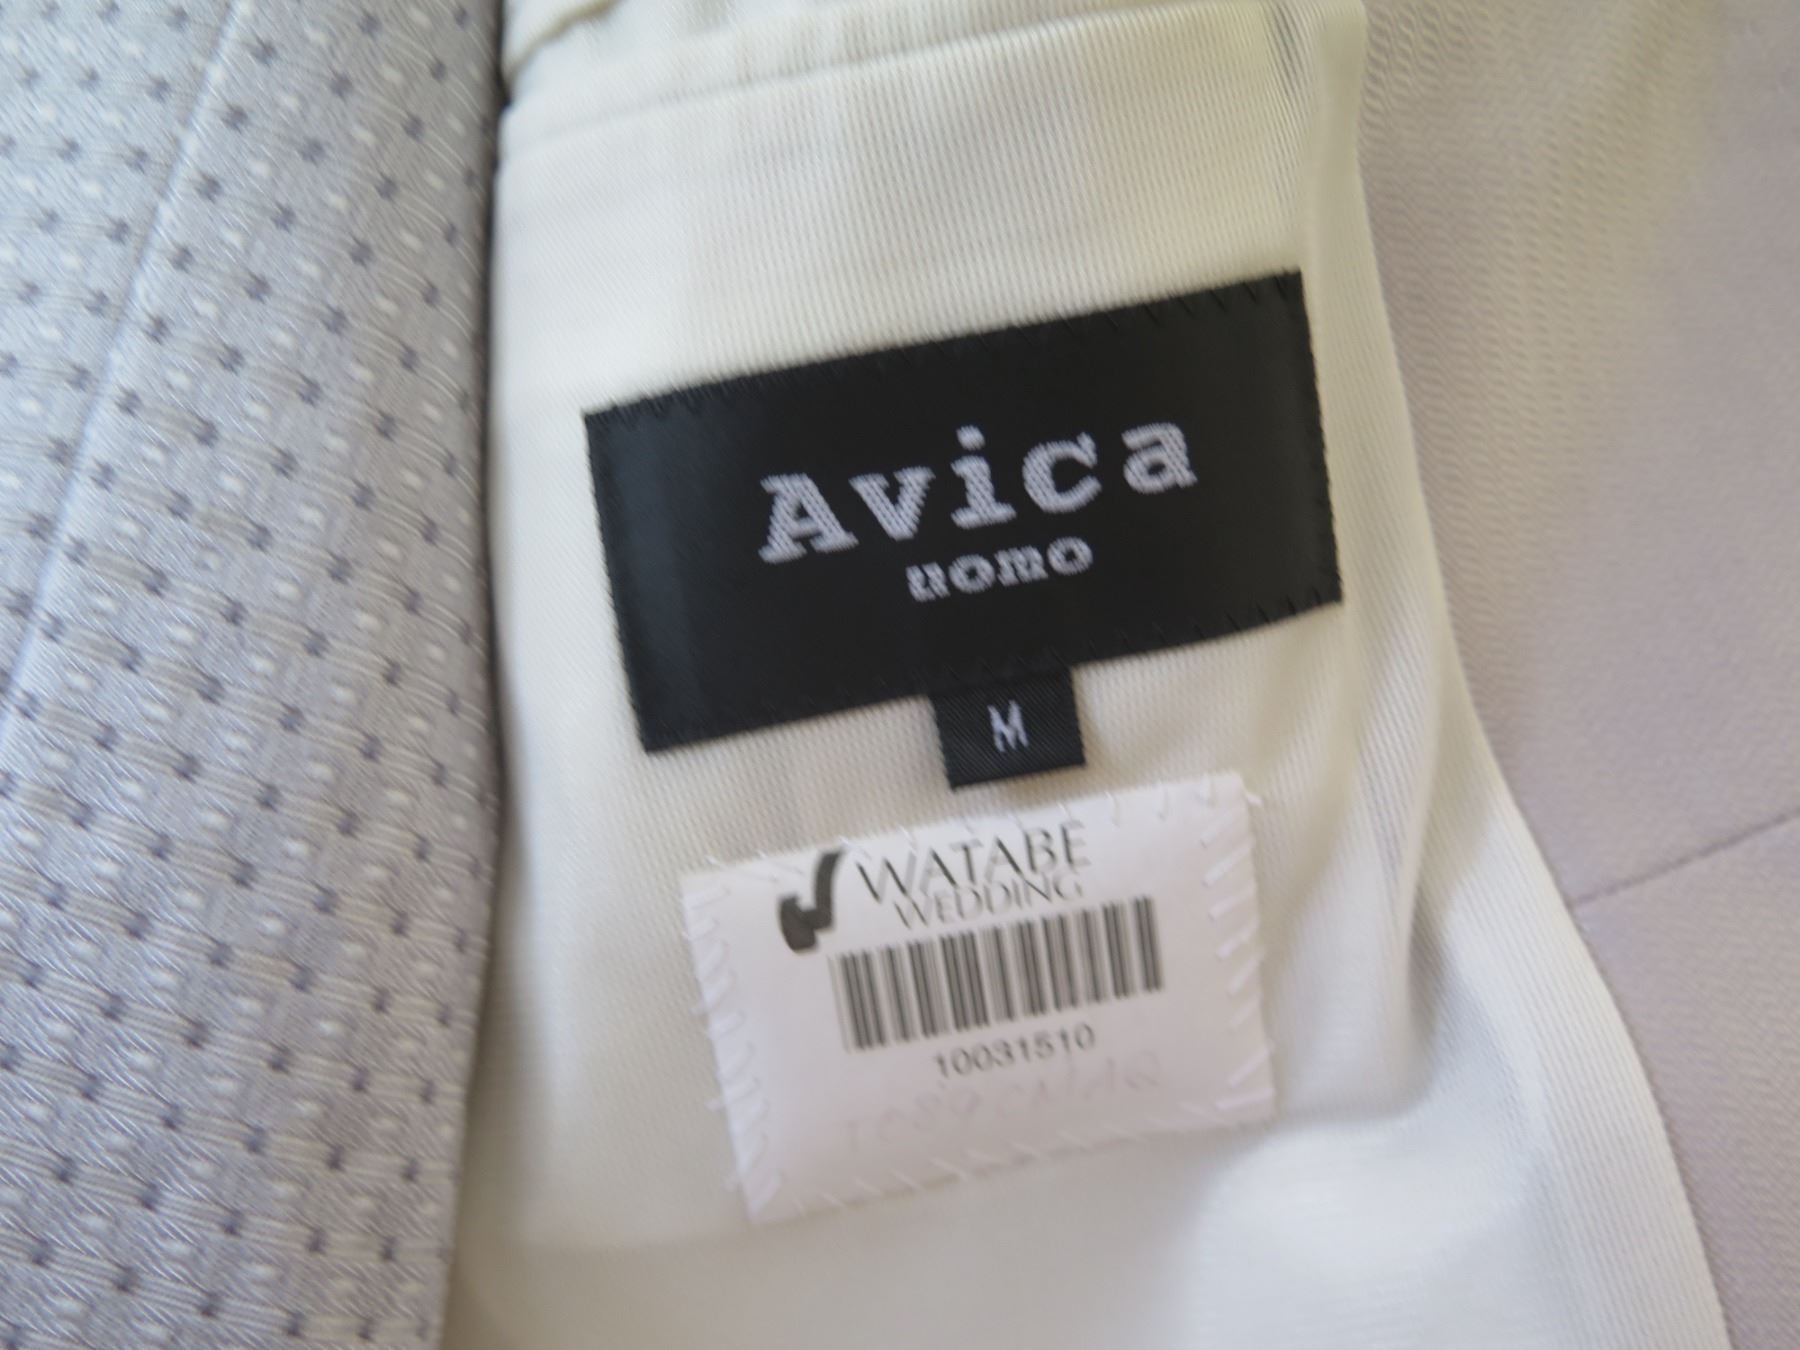 Avica
uomo
M
WATABE
WEDDING
10031510